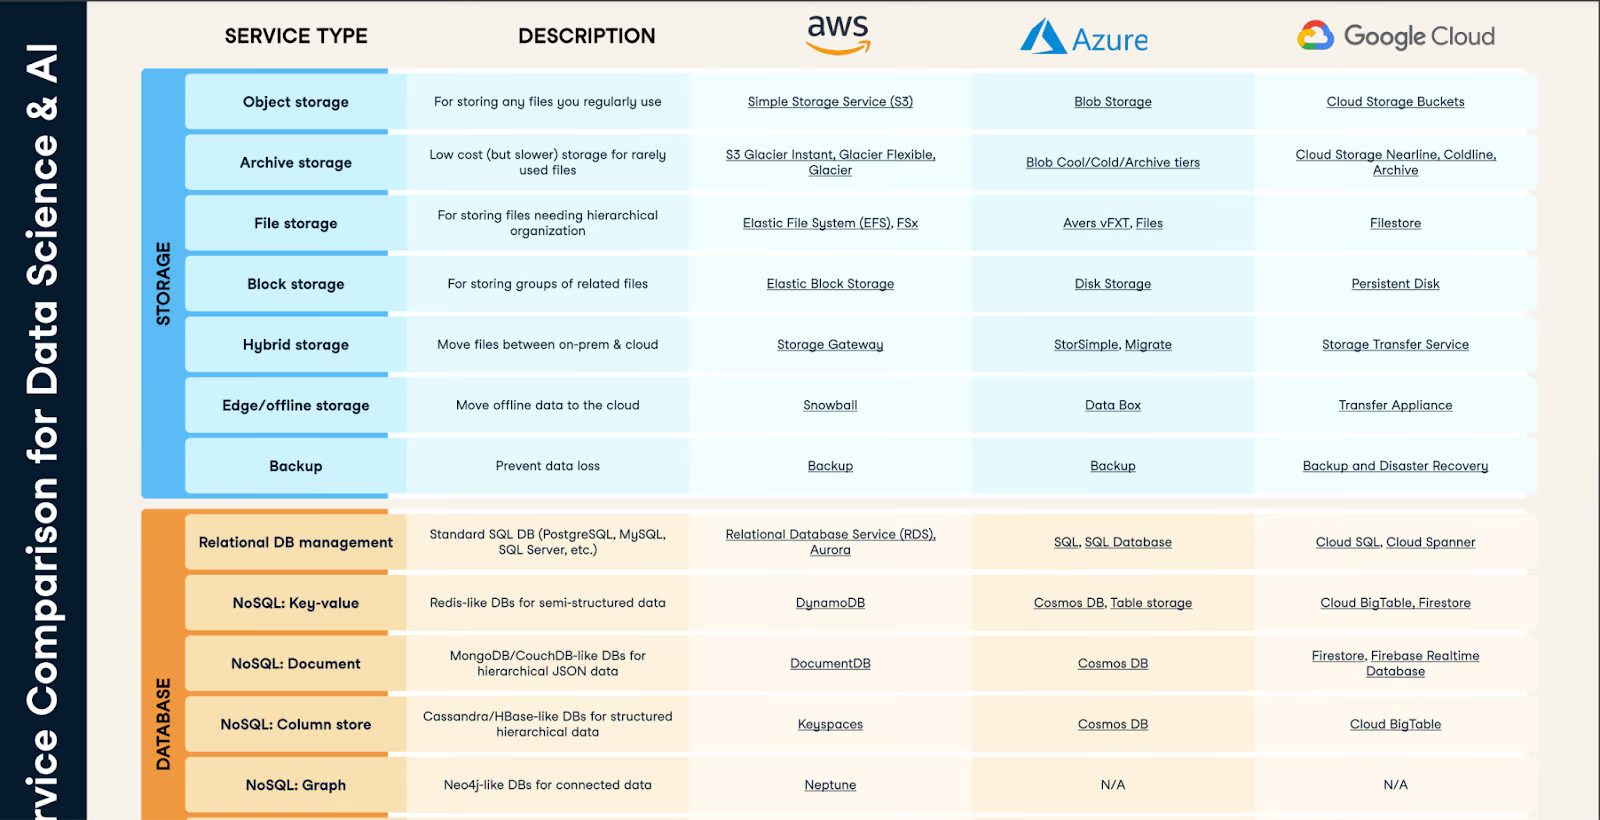 rvice Comparison for Data Science & AI
SERVICE TYPE DESCRIPTION aws Azure Google Cloud
STORAGE
Object storage For storing any files you regularly use Simple Storage Service (S3) Blob Storage Cloud Storage Buckets
Archive storage
Low cost (but slower) storage for rarely
used files
S3 Glacier Instant, Glacier Flexible,
Glacier
Blob Cool/Cold/Archive tiers
Cloud Storage Nearline, Coldline,
Archive
File storage
For storing files needing hierarchical
organization
Elastic File System (EFS), FSx
Avers vFXT, Files
Filestore
Block storage For storing groups of related files Elastic Block Storage Disk Storage Persistent Disk
Hybrid storage Move files between on-prem & cloud Storage Gateway StorSimple, Migrate Storage Transfer Service
Edge/offline storage Move offline data to the cloud Snowball Data Box Transfer Appliance
Backup Prevent data loss Backup Backup Backup and Disaster Recovery
DATABASE
Relational DB management
Standard SQL DB (PostgreSQL, MySQL,
SQL Server, etc.)
Relational Database Service (RDS),
Aurora
SQL, SQL Database
Cloud SQL, Cloud Spanner
NoSQL: Key-value Redis-like DBs for semi-structured data DynamoDB Cosmos DB, Table storage Cloud BigTable, Firestore
NoSQL: Document
MongoDB/CouchDB-like DBs for
hierarchical JSON data
DocumentDB
Cosmos DB
Firestore, Firebase Realtime
Database
NoSQL: Column store
Cassandra/HBase-like DBs for structured
hierarchical data
Keyspaces
Cosmos DB
Cloud BigTable
NoSQL: Graph Neo4j-like DBs for connected data Neptune N/A N/A